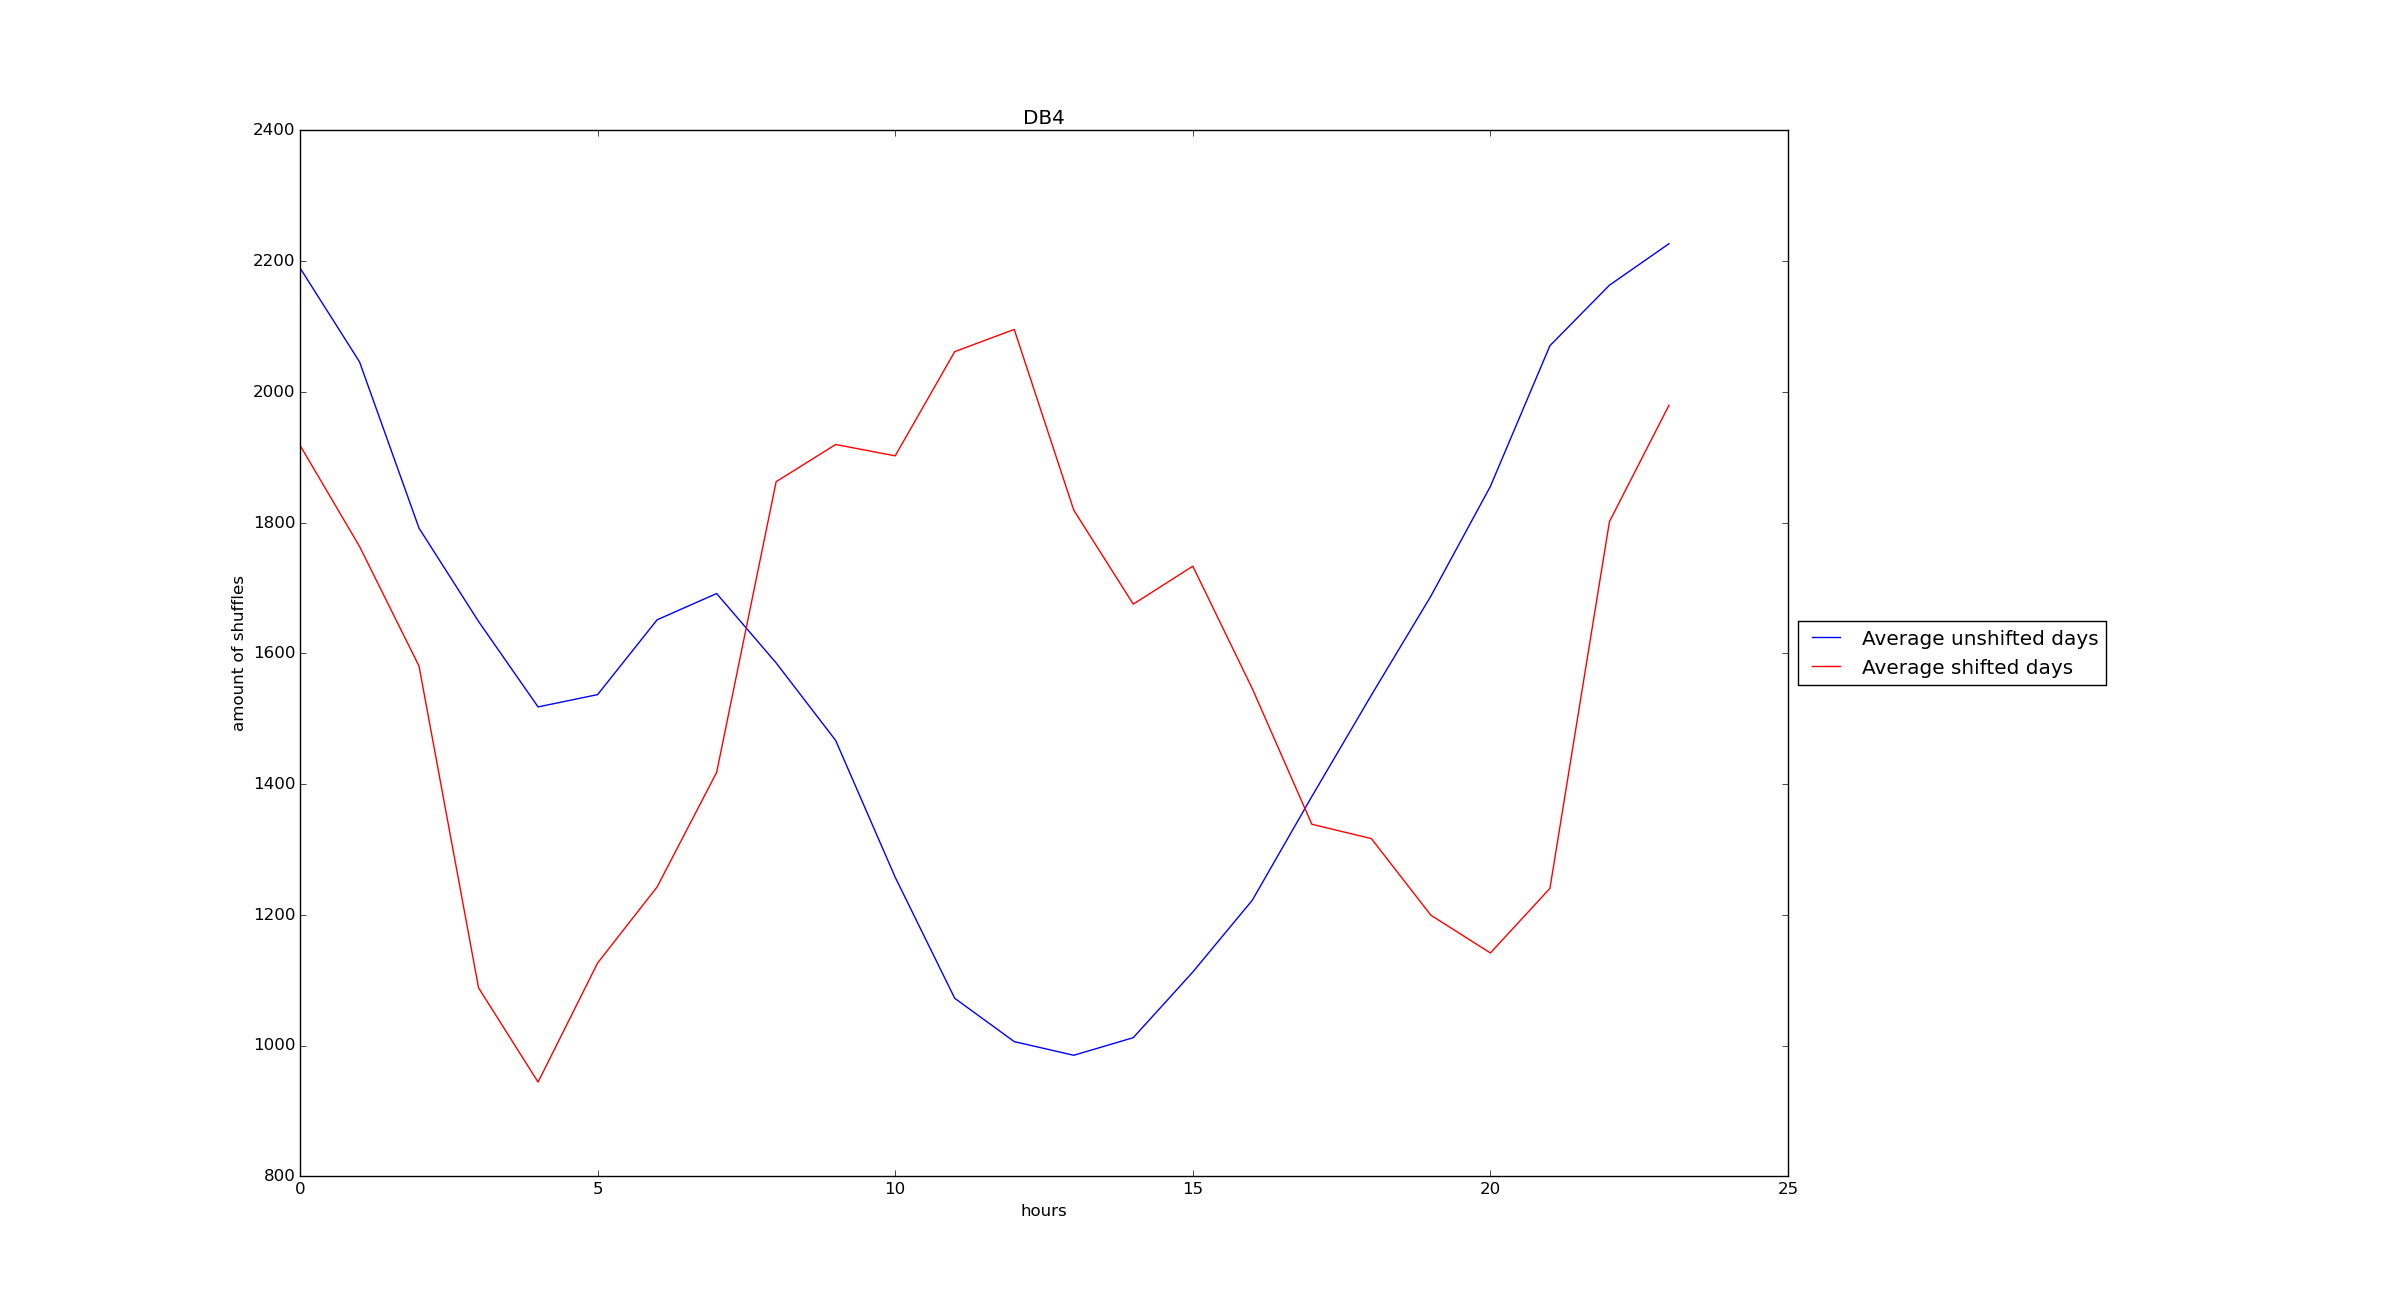 DB4
2400
2200
2000
1800
1600
1400
1200
1000
800
amount of shuffles
0 5 10 15 20 25
hours
Average unshifted days
Average shifted days